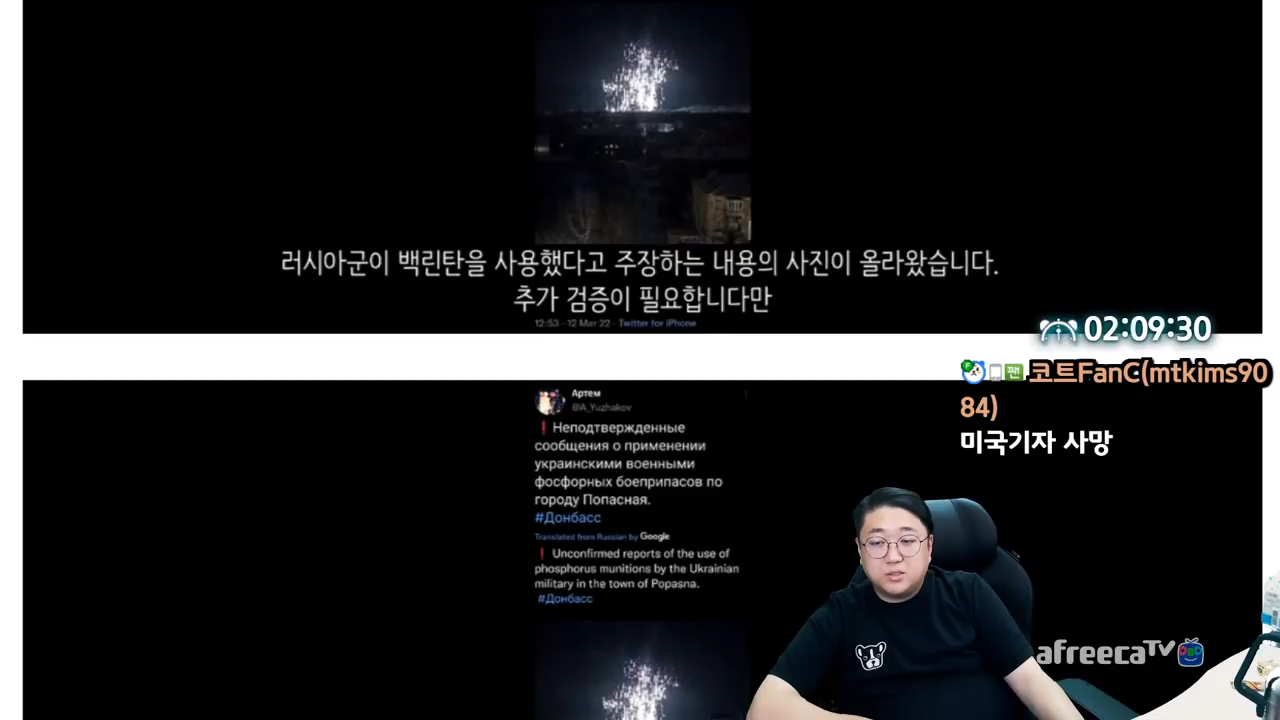 러시아군이 백린탄을 사용했다고 주장하는 내용의 사진이 올라왔습니다.
추가 검증이 필요합니다만
12:53 · 12 Mar 22 · Twitter for iPhone
02:09:30
코트FanC(mtkims90
84)
미국기자 사망
Артем
@A_Yuzhakov
❗Неподтвержденные
сообщения о применении
украинскими военными
фосфорных боеприпасов по
городу Попасная.
#Донбасс
Translated from Russian by Google
❗Unconfirmed reports of the use of
phosphorus munitions by the Ukrainian
military in the town of Popasna.
#Донбасс
afreecaTV